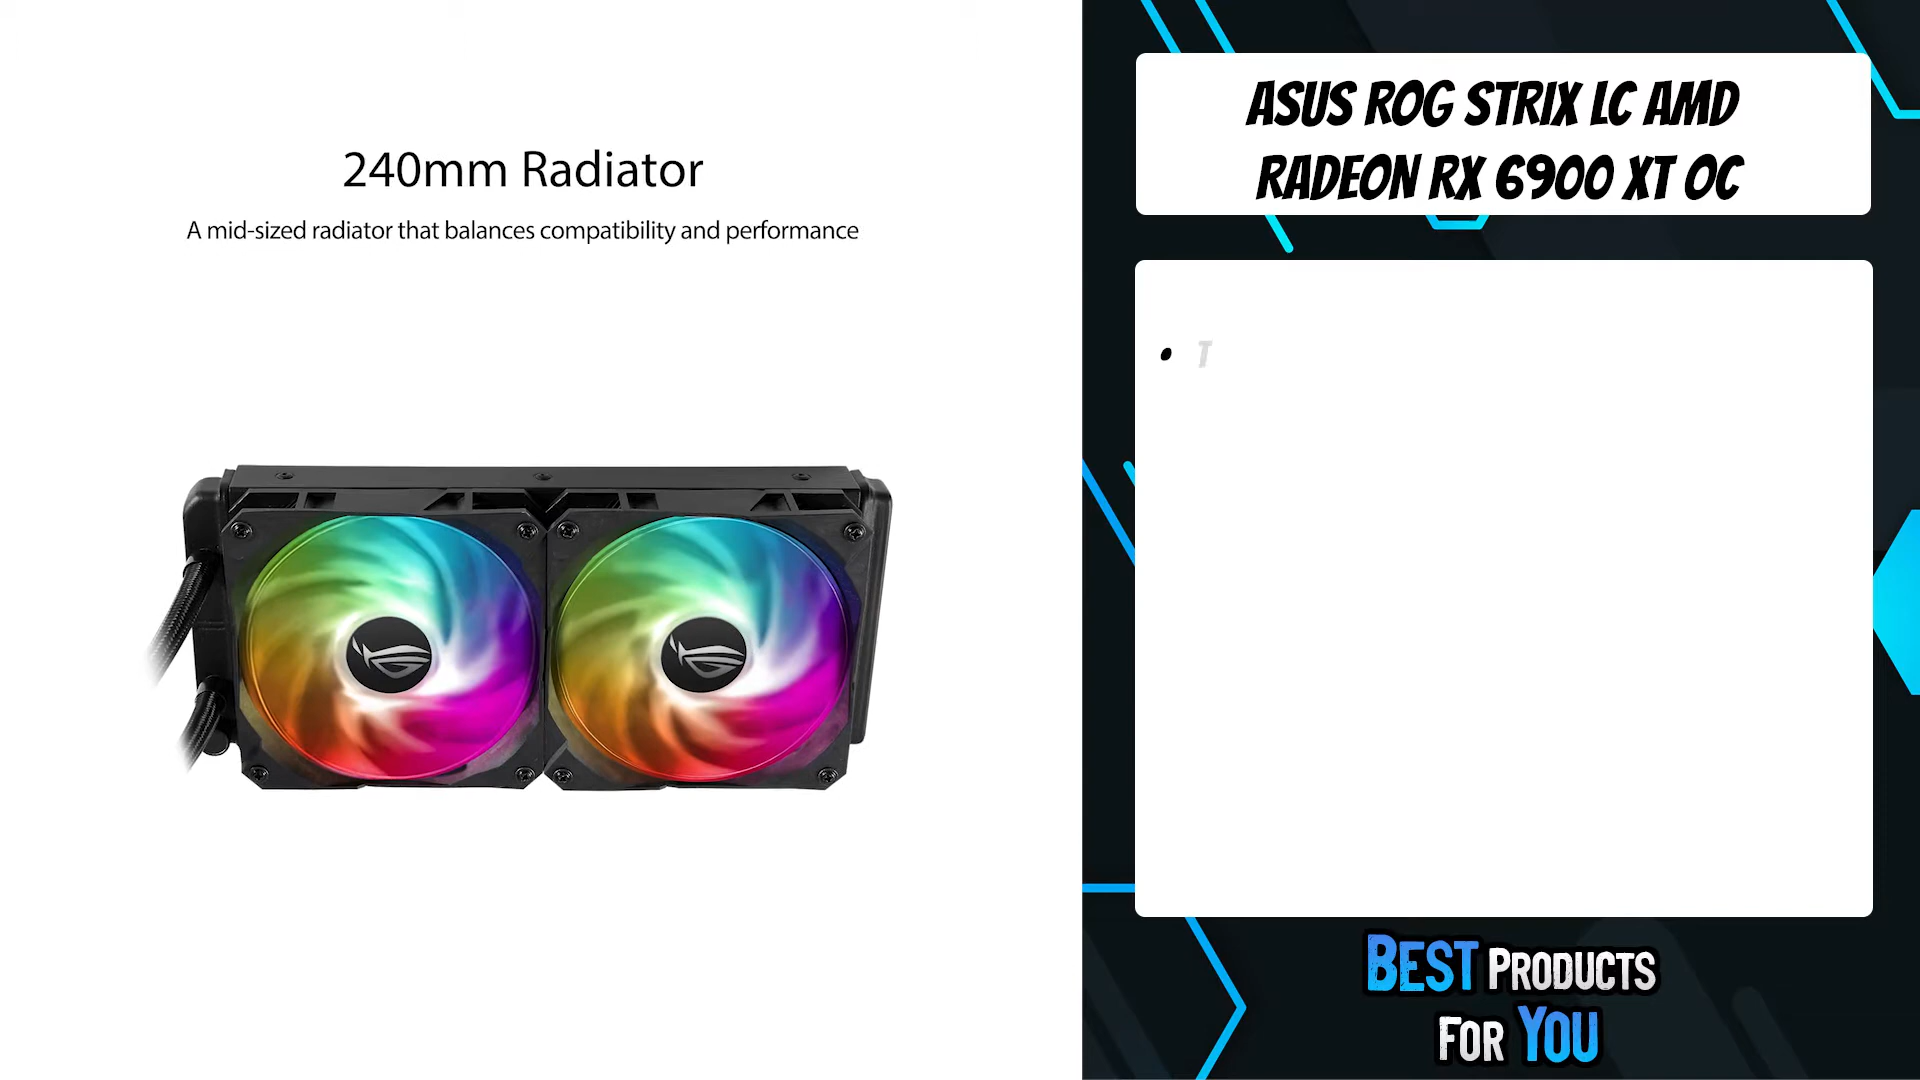 240mm Radiator
A mid-sized radiator that balances compatibility and performance
ASUS ROG STRIX LC AMD
RADEON RX 6900 XT OC
• T
BEST PRODUCTS
FOR YOU